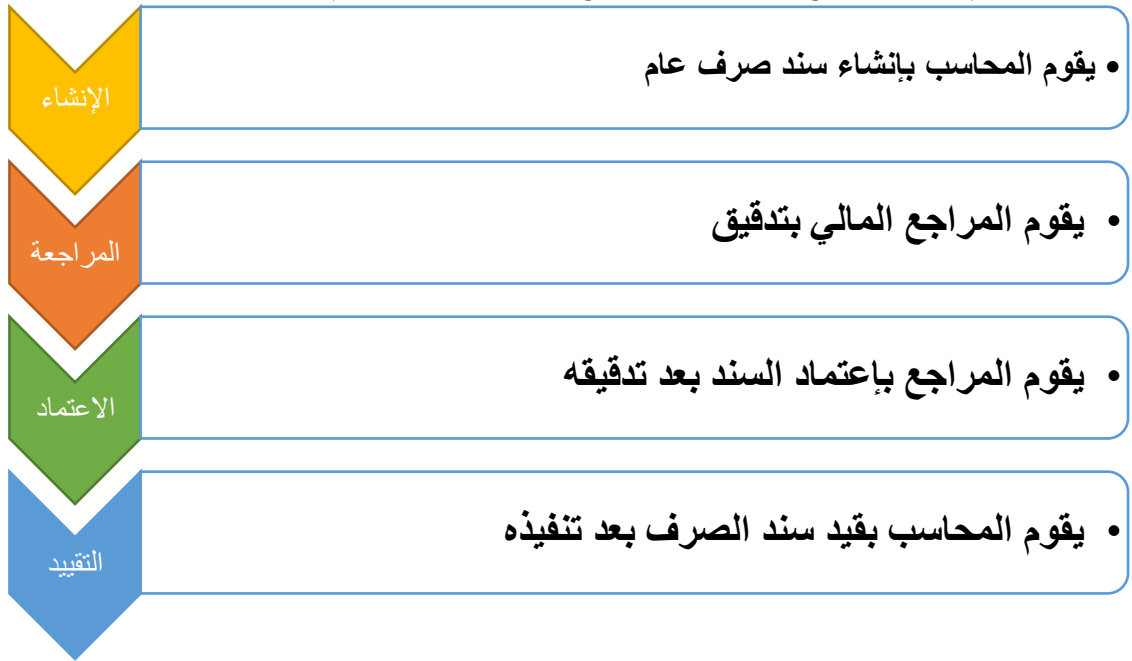 الإنشاء
• يقوم المحاسب بإنشاء سند صرف عام
المراجعة
• يقوم المراجع المالي بتدقيق
الاعتماد
• يقوم المراجع بإعتماد السند بعد تدقيقه
التقييد
• يقوم المحاسب بقيد سند الصرف بعد تنفيذه